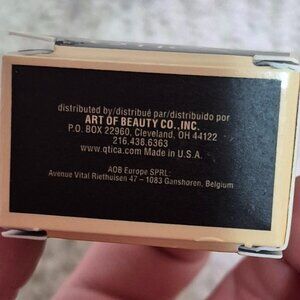 distributed by/distribué par/distribuido por
ART OF BEAUTY CO.,INC.
P.O. BOX 22960, Cleveland, OH 44122
216.438.6363
www.qtica.com Made in U.S.A.
AOB Europe SPRL:
Avenue Vital Riethuisen 47 – 1083 Ganshoren, Belgium